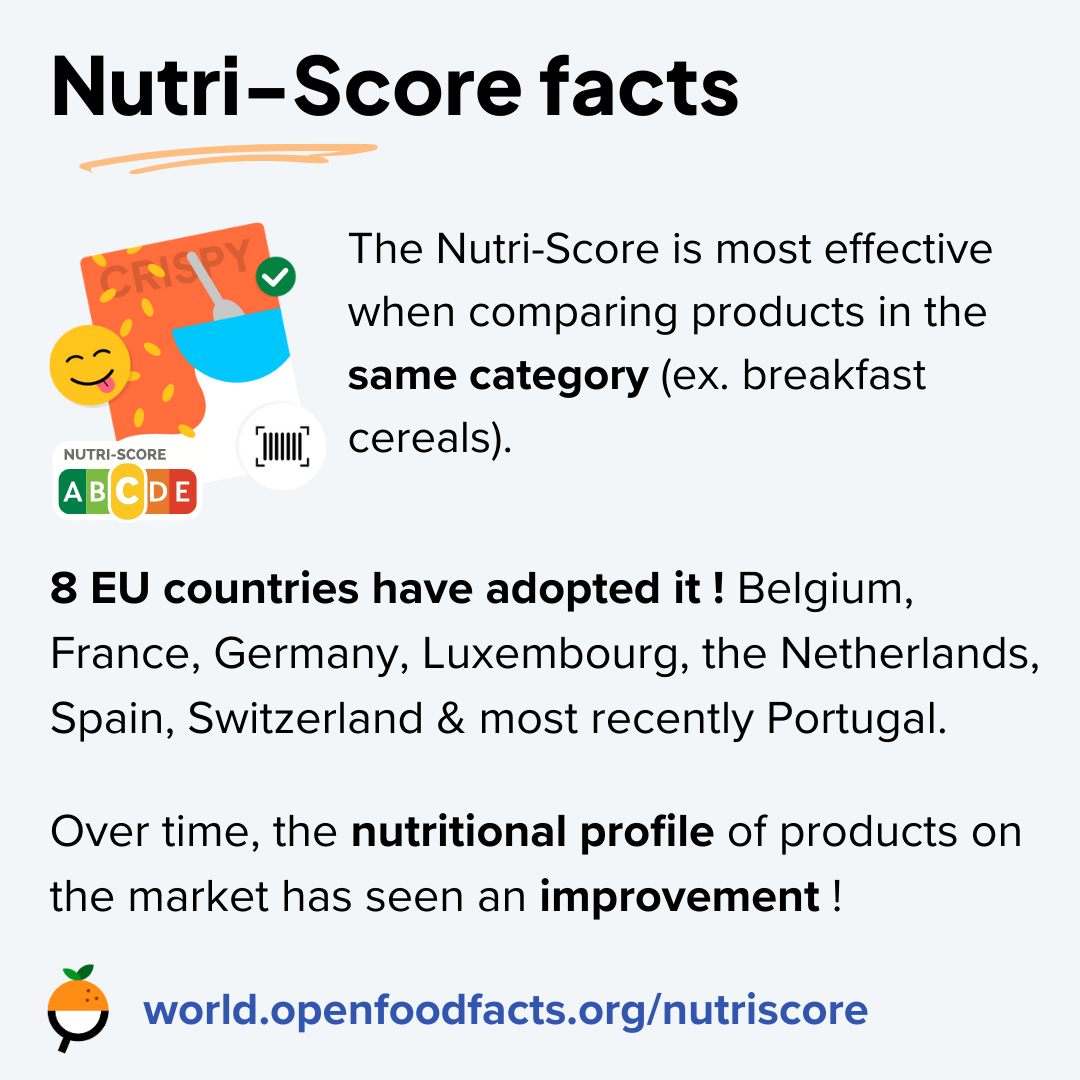 Nutri-Score facts
CRISPY
The Nutri-Score is most effective
when comparing products in the
same category (ex. breakfast
cereals).
NUTRI-SCORE
A B C D E
8 EU countries have adopted it ! Belgium,
France, Germany, Luxembourg, the Netherlands,
Spain, Switzerland & most recently Portugal.
Over time, the nutritional profile of products on
the market has seen an improvement !
world.openfoodfacts.org/nutriscore